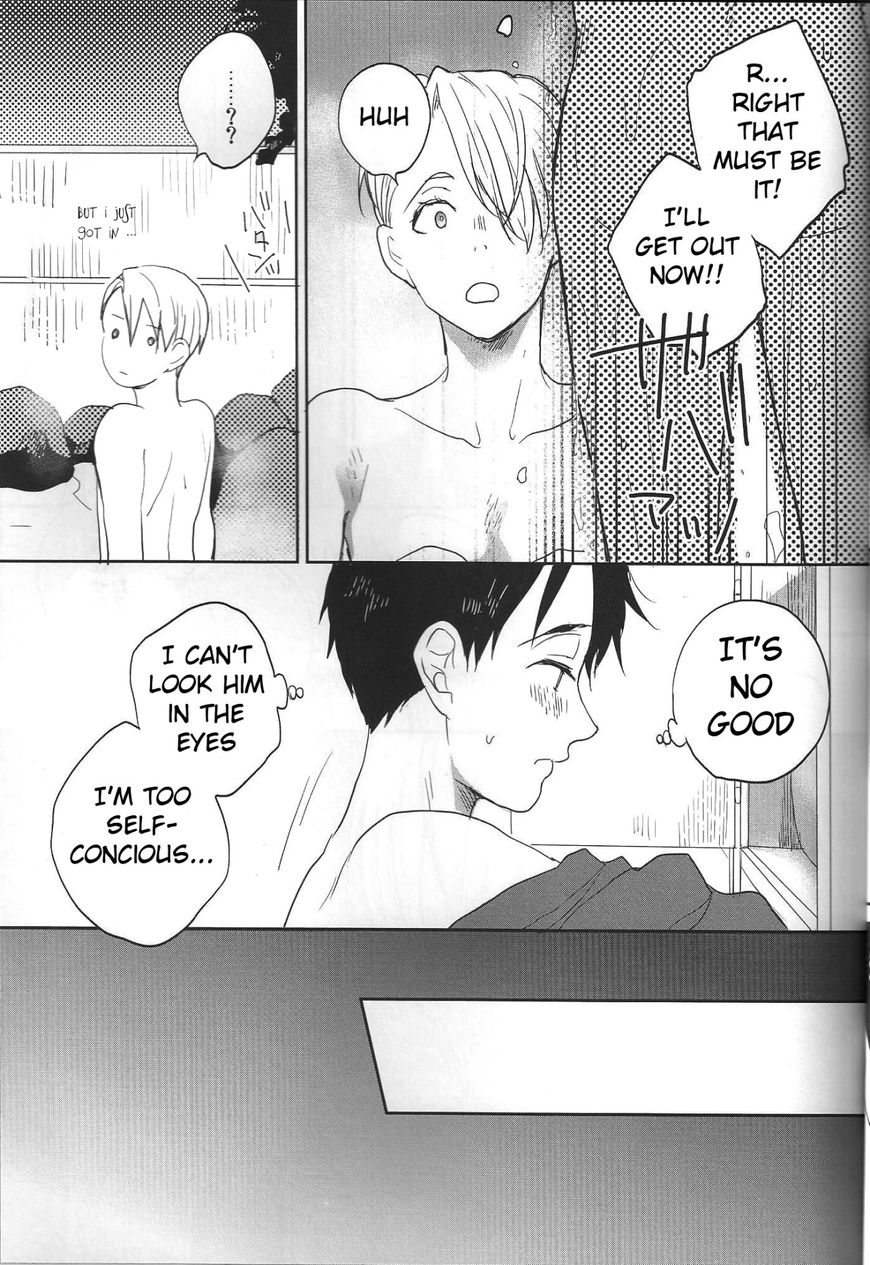 R...
RIGHT
THAT
MUST BE
IT!
I'LL
GET OUT
NOW!!
HUH
......??
BUT i JUST
GOT iN ...
IT'S
NO
GOOD
I CAN'T
LOOK HIM
IN THE
EYES
I'M TOO
SELF-
CONCIOUS...